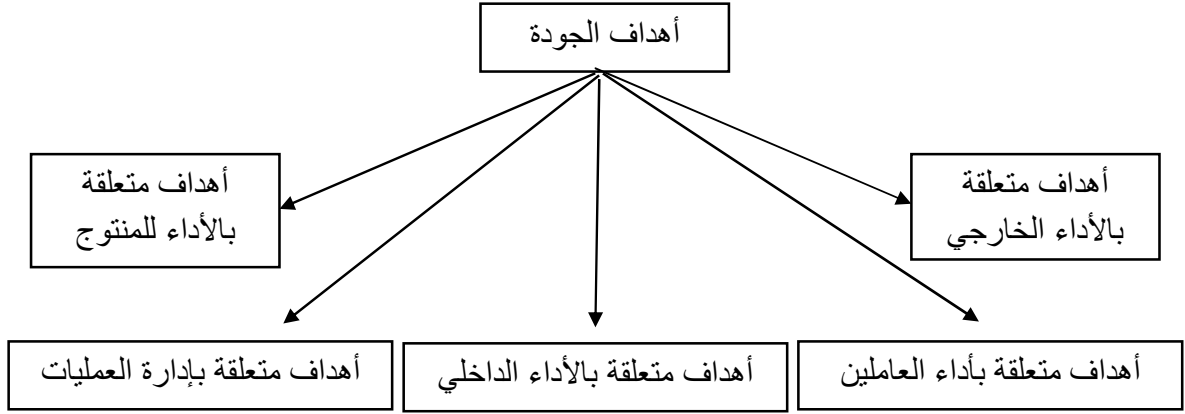 أهداف الجودة
أهداف متعلقة
بالأداء الخارجي
أهداف متعلقة
بالأداء للمنتوج
أهداف متعلقة بأداء العاملين
أهداف متعلقة بالأداء الداخلي
أهداف متعلقة بإدارة العمليات